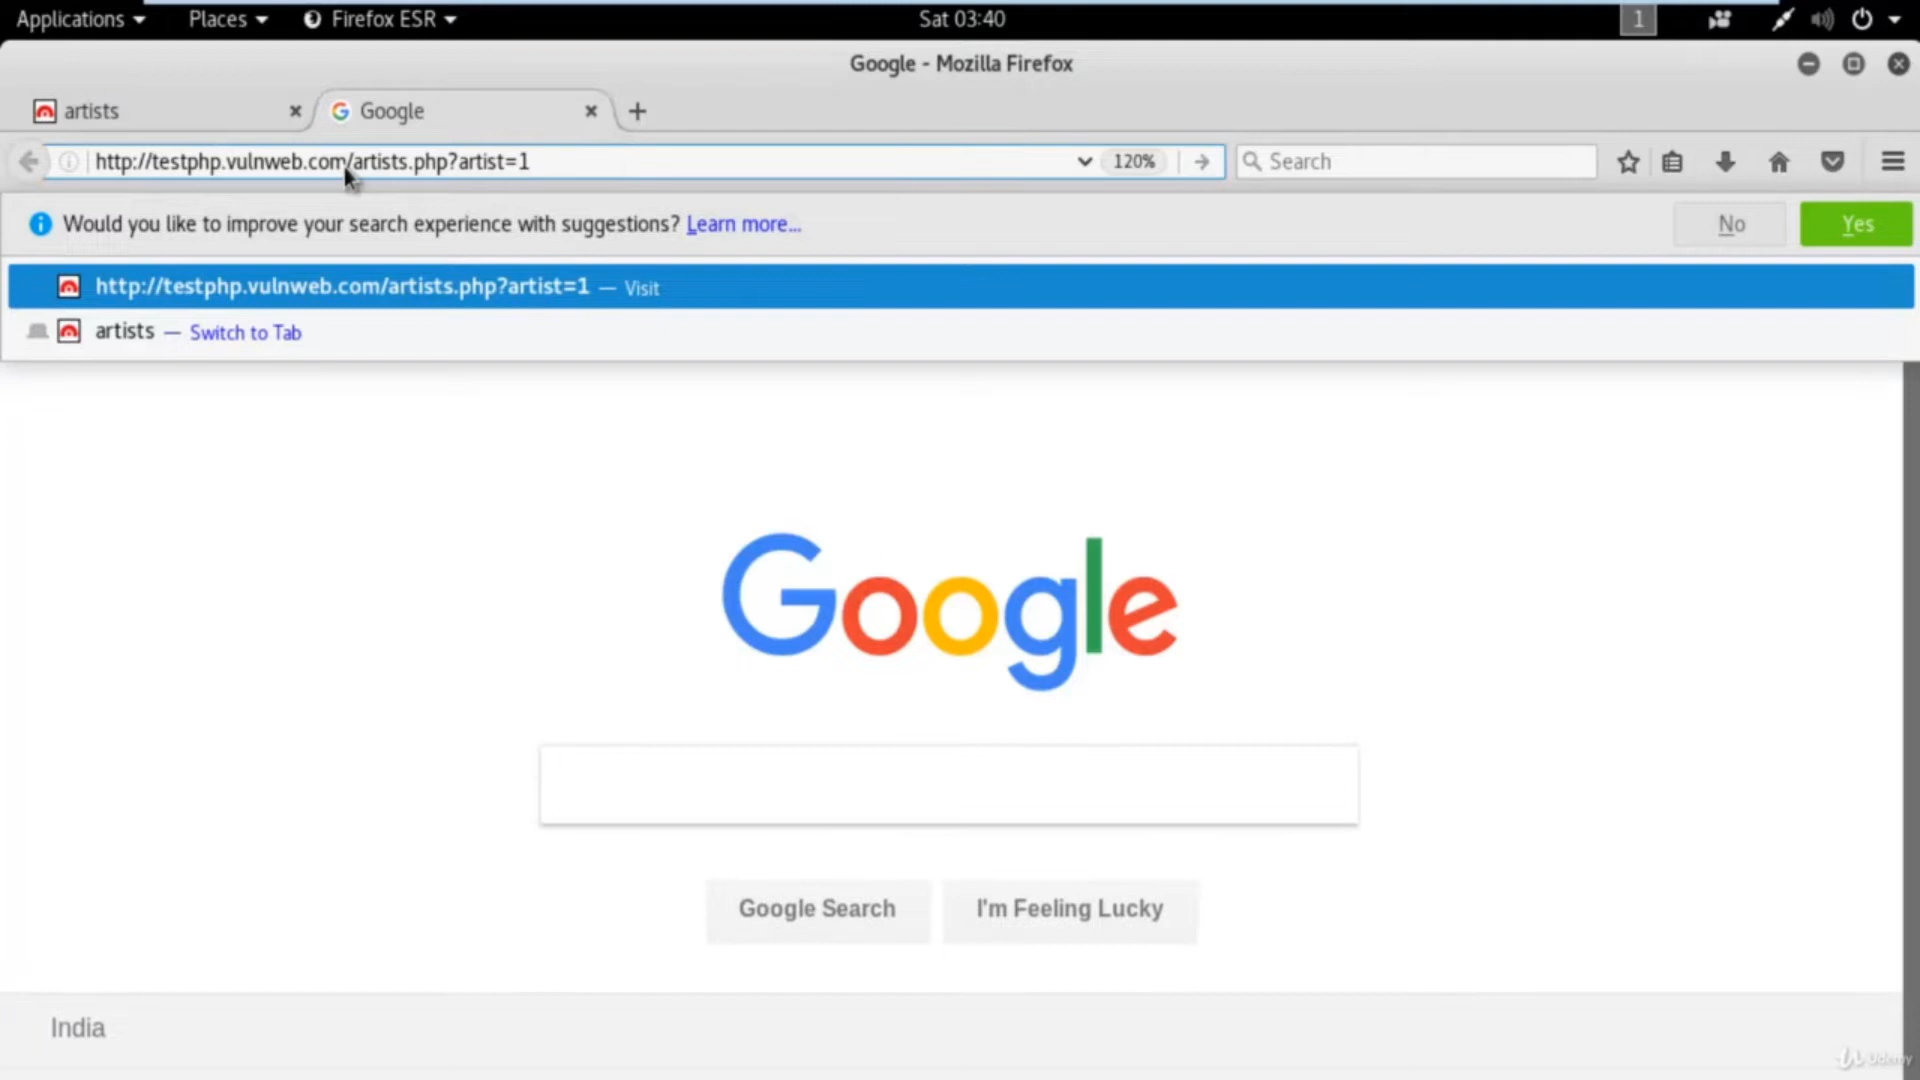 Applications Places Firefox ESR Sat 03:40 1
Google - Mozilla Firefox
artists Google
http://testphp.vulnweb.com/artists.php?artist=1 120% Search
Would you like to improve your search experience with suggestions? Learn more... No Yes
http://testphp.vulnweb.com/artists.php?artist=1 — Visit
artists — Switch to Tab
Google
Google Search I'm Feeling Lucky
India
Udemy